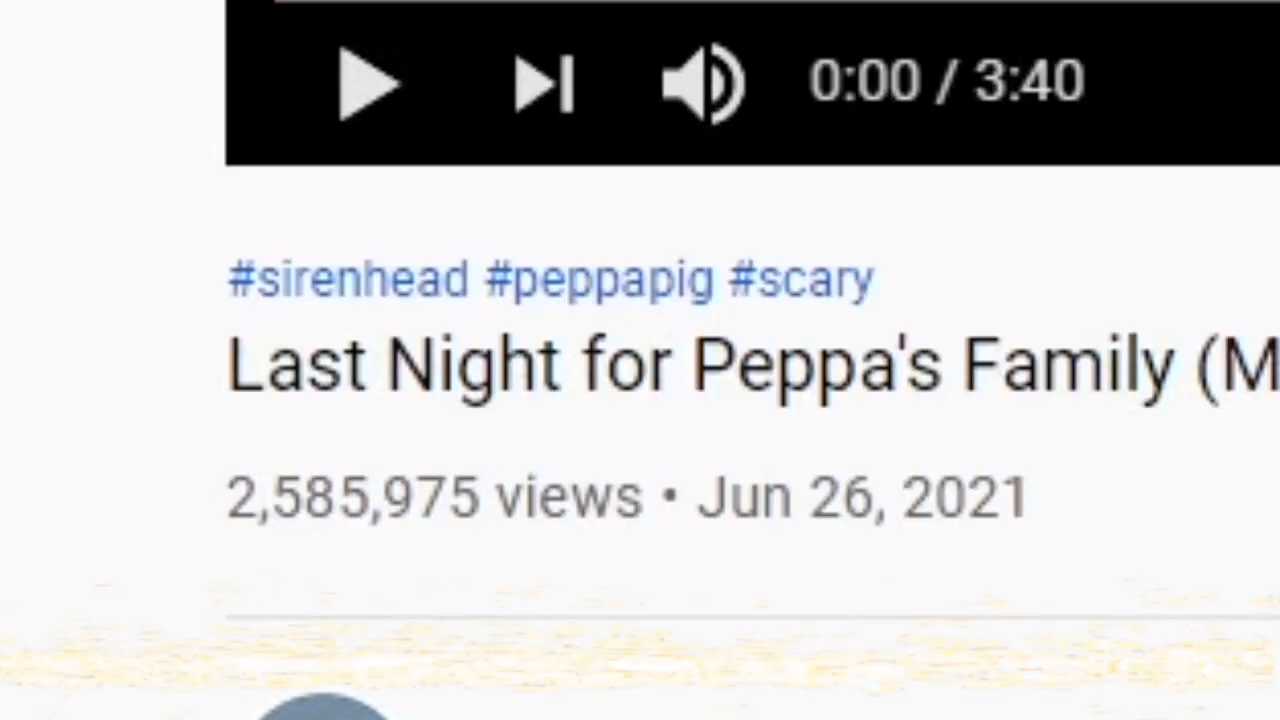 0:00 / 3:40
#sirenhead #peppapig #scary
Last Night for Peppa's Family (M
2,585,975 views • Jun 26, 2021